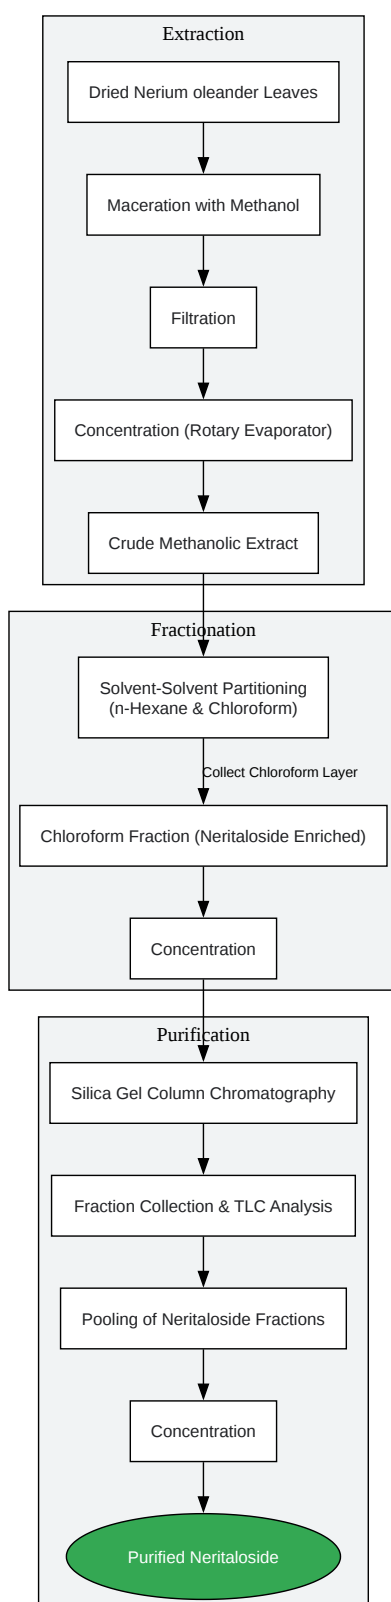 Extraction
Dried Nerium oleander Leaves
Maceration with Methanol
Filtration
Concentration (Rotary Evaporator)
Crude Methanolic Extract
Fractionation
Solvent-Solvent Partitioning
(n-Hexane & Chloroform)
Collect Chloroform Layer
Chloroform Fraction (Neritaloside Enriched)
Concentration
Purification
Silica Gel Column Chromatography
Fraction Collection & TLC Analysis
Pooling of Neritaloside Fractions
Concentration
Purified Neritaloside